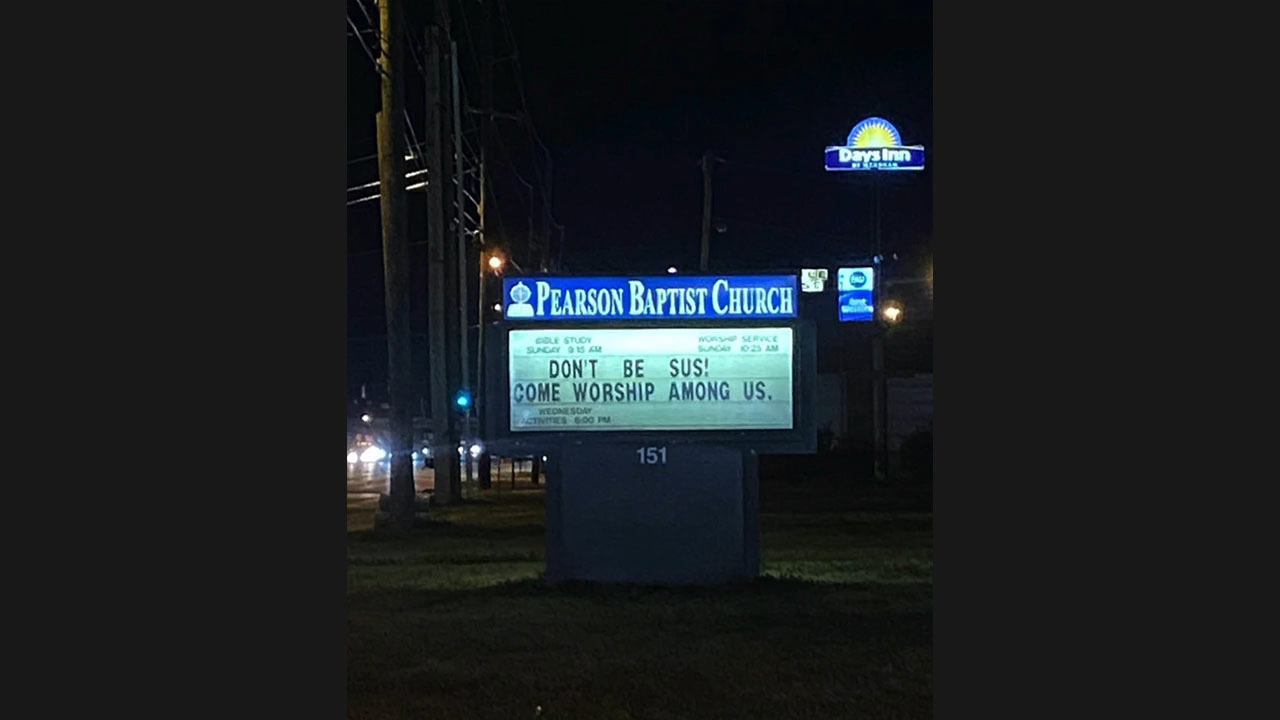 Days Inn
PEARSON BAPTIST CHURCH
BIBLE STUDY
SUNDAY 9:15 AM
WORSHIP SERVICE
SUNDAY 10:25 AM
DON'T BE SUS!
COME WORSHIP AMONG US.
WEDNESDAY
ACTIVITIES 6:00 PM
151